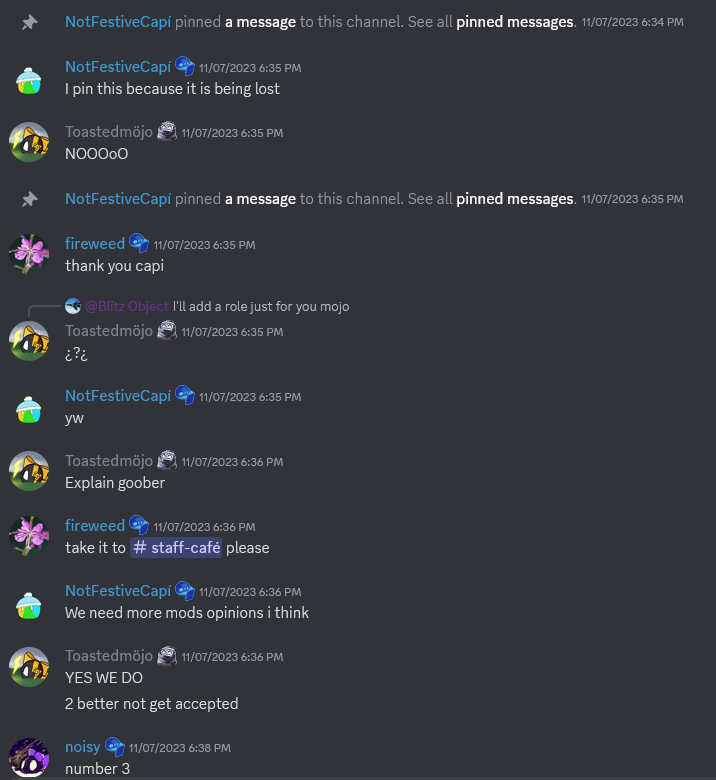 NotFestiveCapí pinned a message to this channel. See all pinned messages. 11/07/2023 6:34 PM
NotFestiveCapí 11/07/2023 6:35 PM
I pin this because it is being lost
Toastedmöjo 11/07/2023 6:35 PM
NOOOoO
NotFestiveCapí pinned a message to this channel. See all pinned messages. 11/07/2023 6:35 PM
fireweed 11/07/2023 6:35 PM
thank you capi
@Blïtz Object I'll add a role just for you mojo
Toastedmöjo 11/07/2023 6:35 PM
¿?¿
NotFestiveCapí 11/07/2023 6:35 PM
yw
Toastedmöjo 11/07/2023 6:36 PM
Explain goober
fireweed 11/07/2023 6:36 PM
take it to # staff-café please
NotFestiveCapí 11/07/2023 6:36 PM
We need more mods opinions i think
Toastedmöjo 11/07/2023 6:36 PM
YES WE DO
2 better not get accepted
noisy 11/07/2023 6:38 PM
number 3